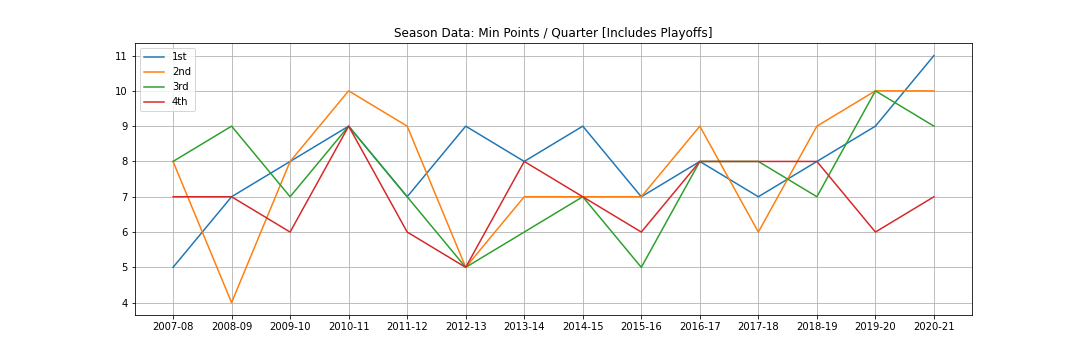 Season Data: Min Points / Quarter [Includes Playoffs]
1st
2nd
3rd
4th
11
10
9
8
7
6
5
4
2007-08 2008-09 2009-10 2010-11 2011-12 2012-13 2013-14 2014-15 2015-16 2016-17 2017-18 2018-19 2019-20 2020-21